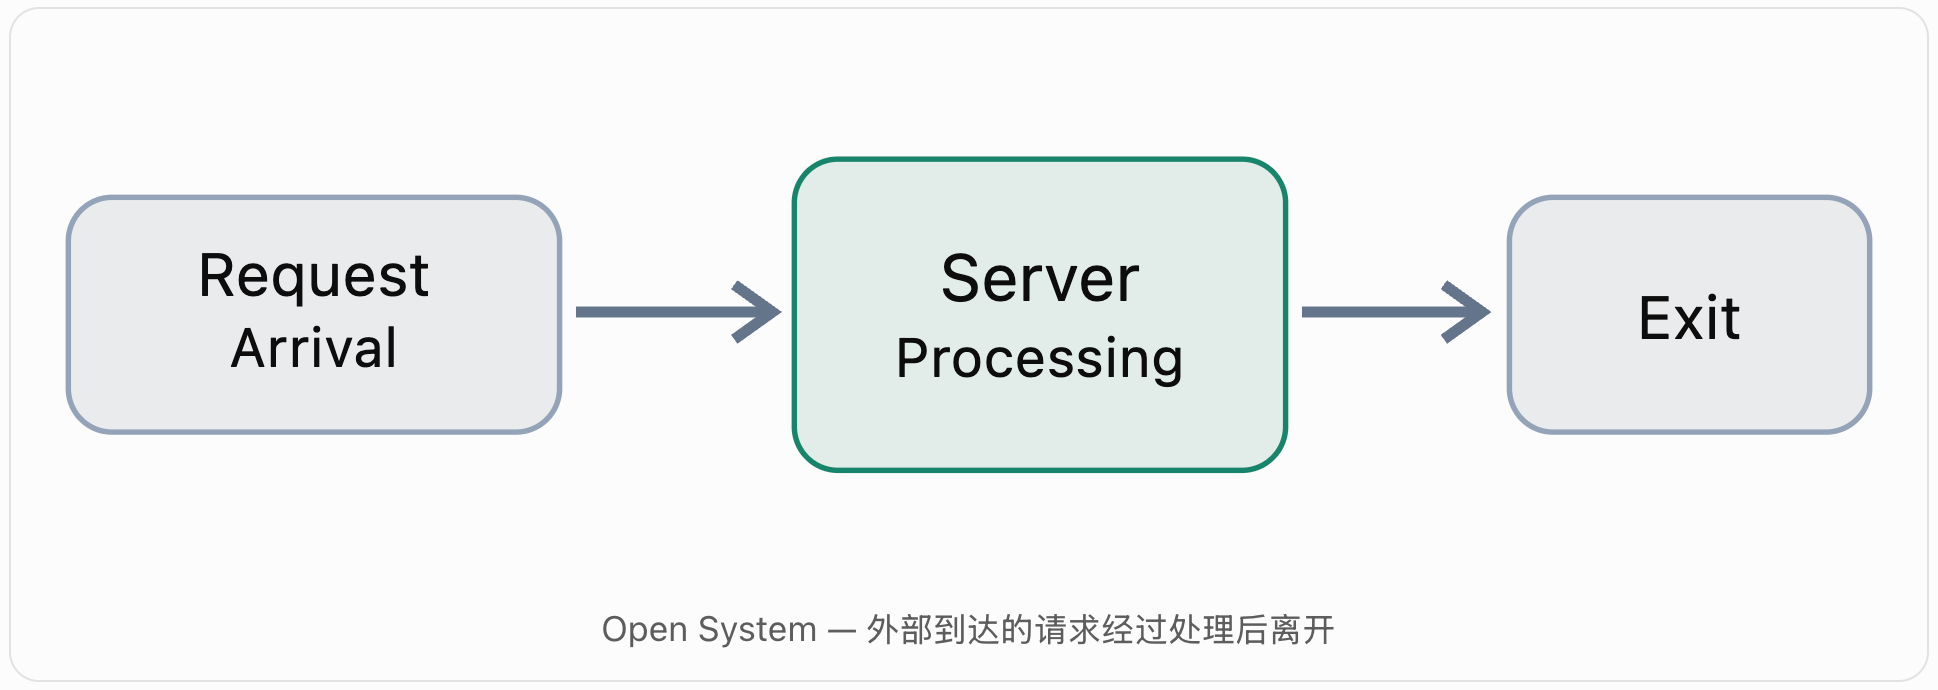 Request
Arrival
Server
Processing
Exit
Open System — 外部到达的请求经过处理后离开